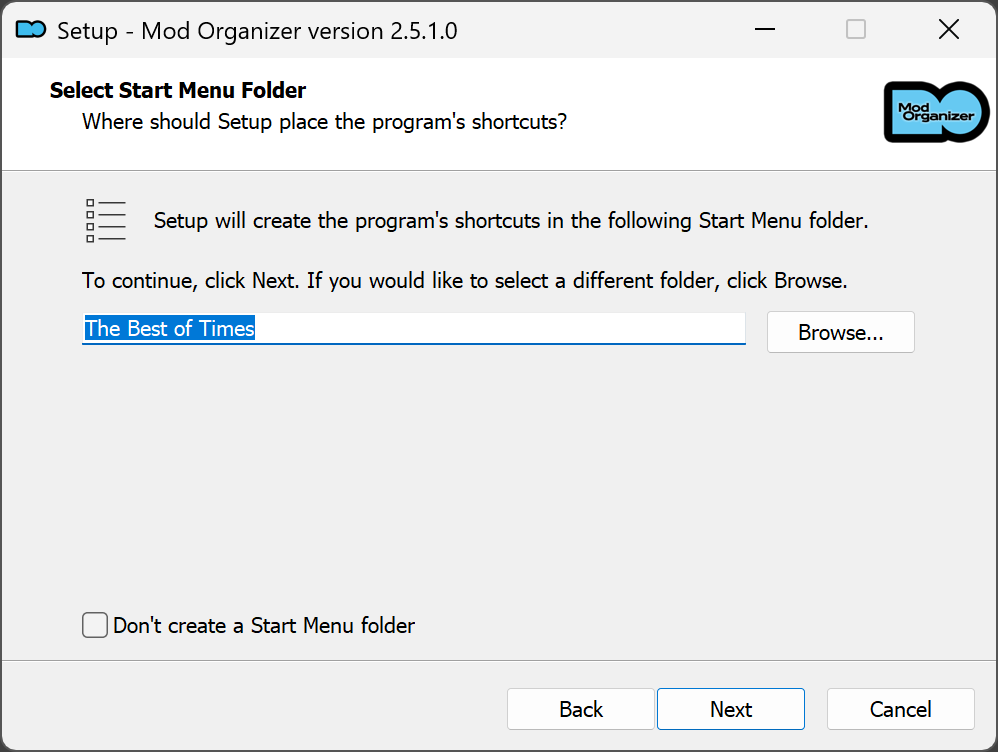 Setup - Mod Organizer version 2.5.1.0
Select Start Menu Folder
Where should Setup place the program's shortcuts?
Mod
Organizer
Setup will create the program's shortcuts in the following Start Menu folder.
To continue, click Next. If you would like to select a different folder, click Browse.
The Best of Times
Browse...
Don't create a Start Menu folder
Back Next Cancel